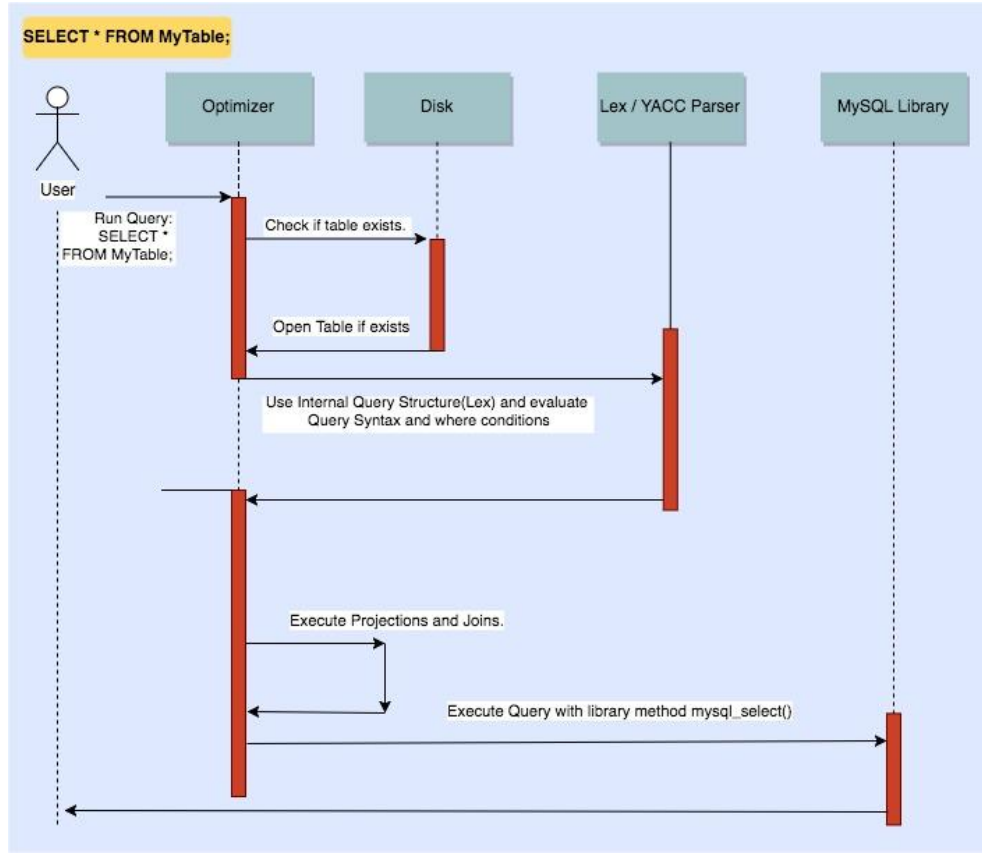 SELECT * FROM MyTable;
Optimizer
Disk
Lex / YACC Parser
MySQL Library
User
Run Query:
SELECT *
FROM MyTable;
Check if table exists.
Open Table if exists
Use Internal Query Structure(Lex) and evaluate
Query Syntax and where conditions
Execute Projections and Joins.
Execute Query with library method mysql_select()